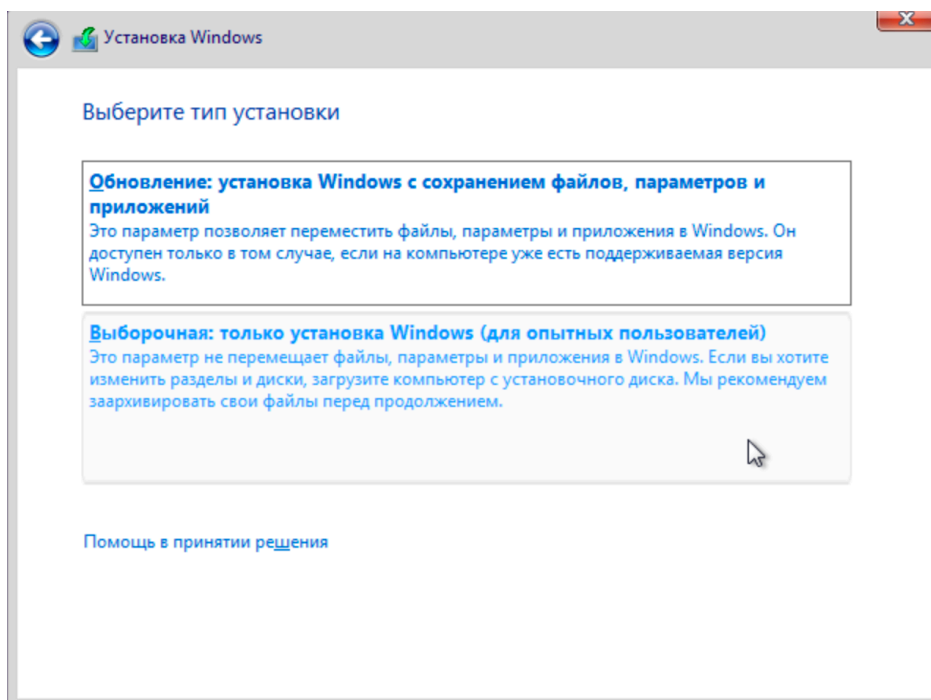 Установка Windows
Выберите тип установки
Обновление: установка Windows с сохранением файлов, параметров и
приложений
Это параметр позволяет переместить файлы, параметры и приложения в Windows. Он
доступен только в том случае, если на компьютере уже есть поддерживаемая версия
Windows.
Выборочная: только установка Windows (для опытных пользователей)
Это параметр не перемещает файлы, параметры и приложения в Windows. Если вы хотите
изменить разделы и диски, загрузите компьютер с установочного диска. Мы рекомендуем
заархивировать свои файлы перед продолжением.
Помощь в принятии решения